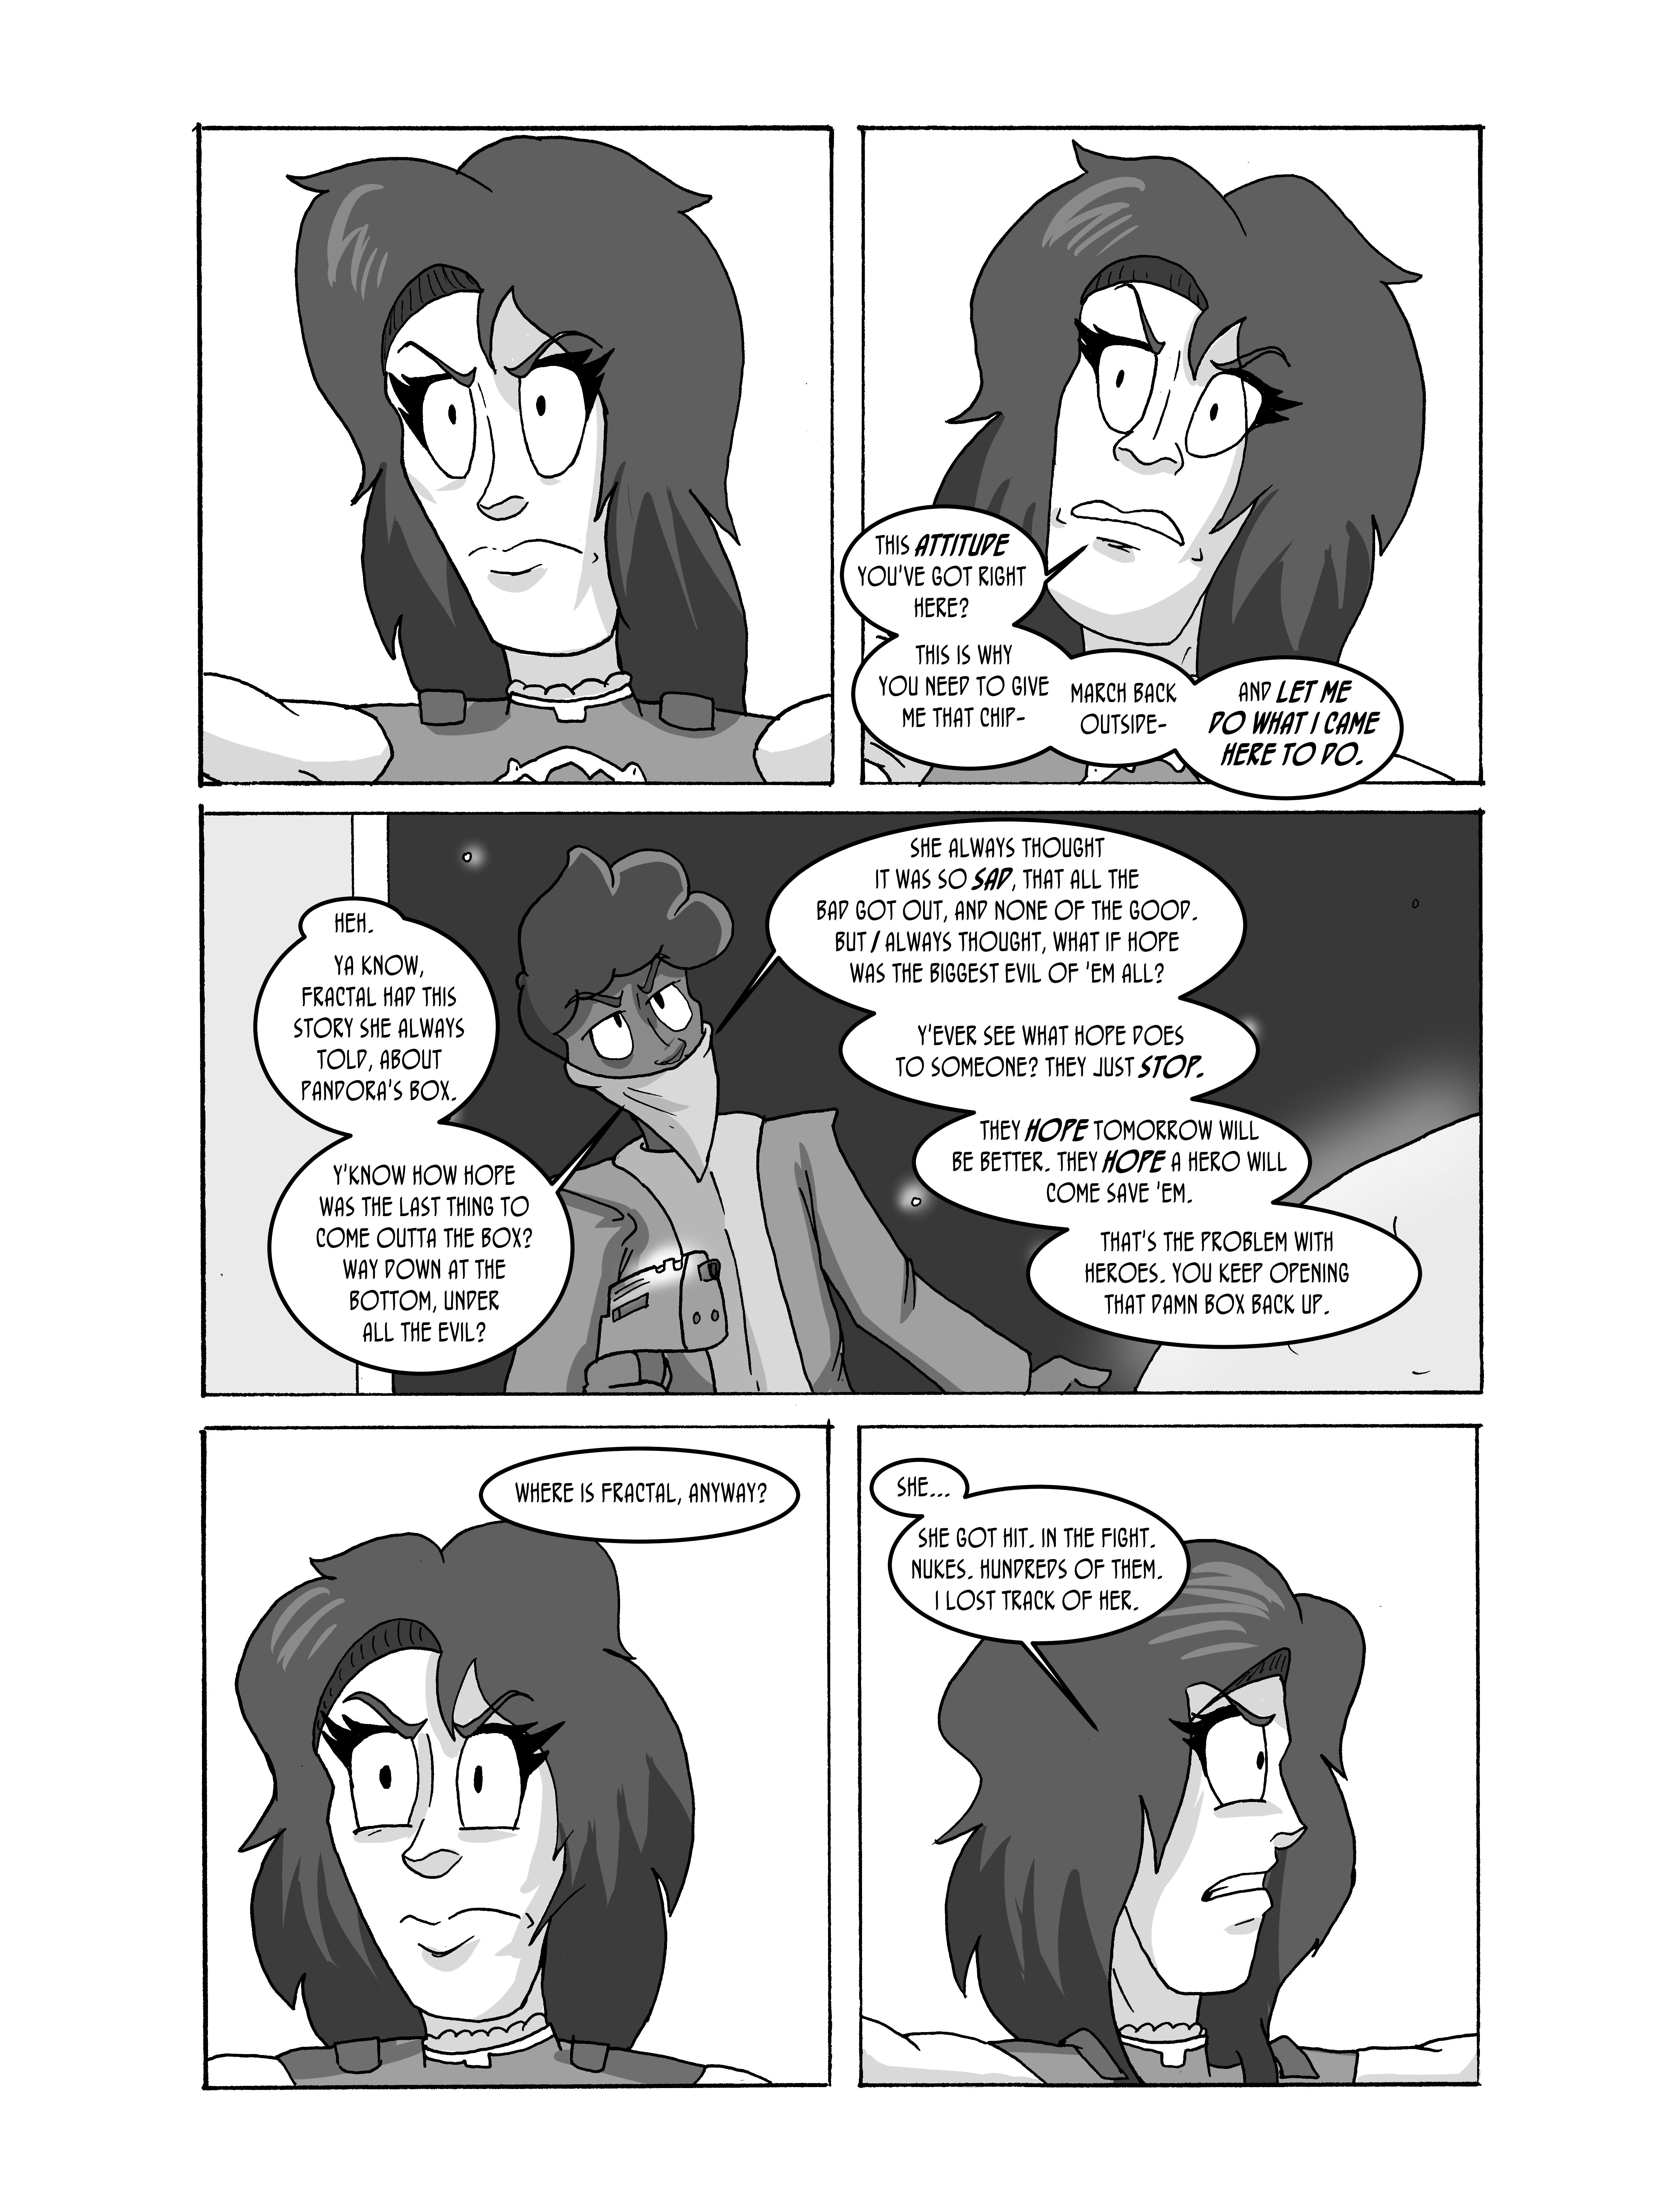 THIS ATTITUDE
YOU'VE GOT RIGHT
HERE?
THIS IS WHY
YOU NEED TO GIVE
ME THAT CHIP-
MARCH BACK
OUTSIDE-
AND LET ME
DO WHAT I CAME
HERE TO DO.
HEH.
YA KNOW,
FRACTAL HAD THIS
STORY SHE ALWAYS
TOLD, ABOUT
PANDORA'S BOX.
Y'KNOW HOW HOPE
WAS THE LAST THING TO
COME OUTTA THE BOX?
WAY DOWN AT THE
BOTTOM, UNDER
ALL THE EVIL?
SHE ALWAYS THOUGHT
IT WAS SO SAD, THAT ALL THE
BAD GOT OUT, AND NONE OF THE GOOD.
BUT I ALWAYS THOUGHT, WHAT IF HOPE
WAS THE BIGGEST EVIL OF 'EM ALL?
Y'EVER SEE WHAT HOPE DOES
TO SOMEONE? THEY JUST STOP.
THEY HOPE TOMORROW WILL
BE BETTER. THEY HOPE A HERO WILL
COME SAVE 'EM.
THAT'S THE PROBLEM WITH
HEROES. YOU KEEP OPENING
THAT DAMN BOX BACK UP.
WHERE IS FRACTAL, ANYWAY?
SHE...
SHE GOT HIT. IN THE FIGHT.
NUKES. HUNDREDS OF THEM.
I LOST TRACK OF HER.